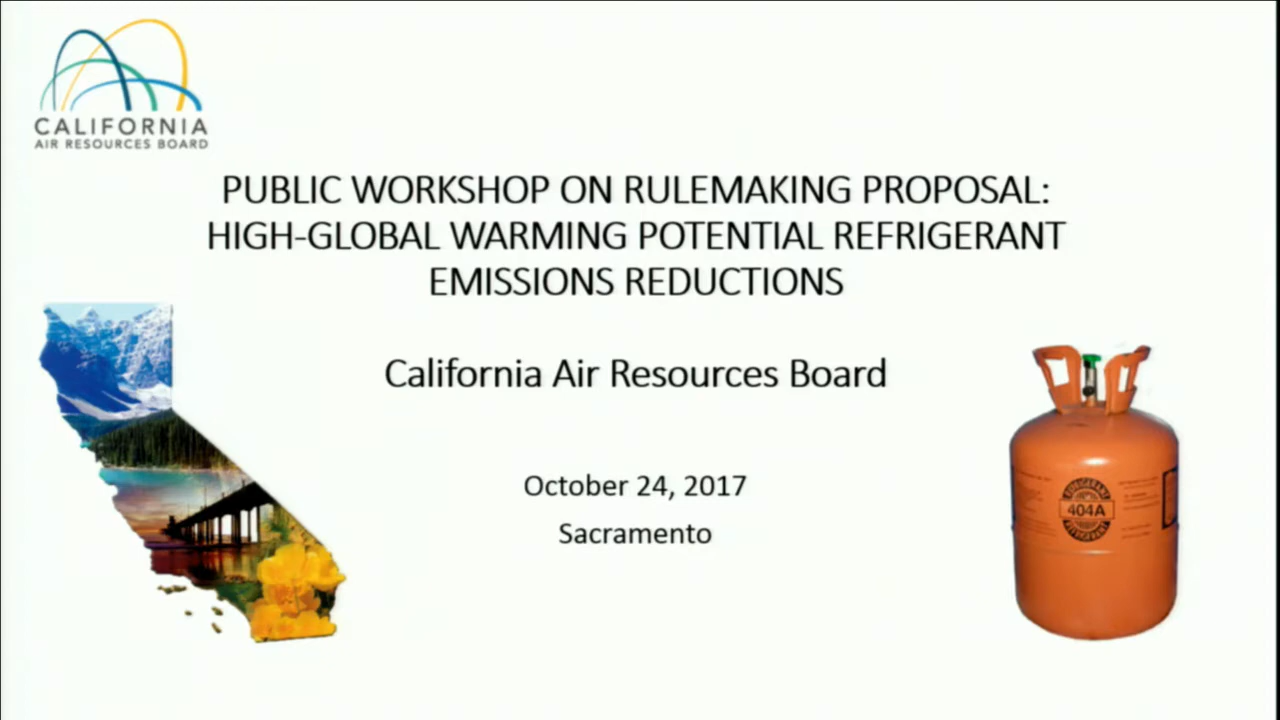 CALIFORNIA
AIR RESOURCES BOARD
PUBLIC WORKSHOP ON RULEMAKING PROPOSAL:
HIGH-GLOBAL WARMING POTENTIAL REFRIGERANT
EMISSIONS REDUCTIONS
California Air Resources Board
October 24, 2017
Sacramento
REFRIGERANT
404A